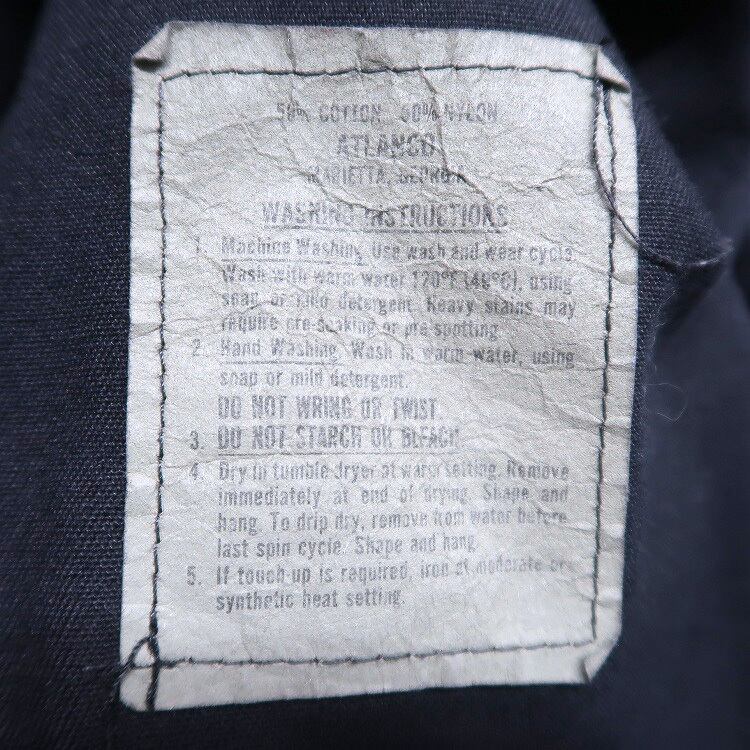 50% COTTON 50% NYLON
ATLANCO
MARIETTA, GEORGIA
WASHING INSTRUCTIONS
1. Machine Washing. Use wash and wear cycle.
Wash with warm water 120°F (49°C), using
soap or mild detergent. Heavy stains may
require pre-soaking or pre-spotting.
2. Hand Washing. Wash in warm water, using
soap or mild detergent.
DO NOT WRING OR TWIST.
3. DO NOT STARCH OR BLEACH.
4. Dry in tumble dryer at warm setting. Remove
immediately at end of drying. Shape and
hang. To drip dry, remove from water before
last spin cycle. Shape and hang.
5. If touch-up is required, iron at moderate or
synthetic heat setting.